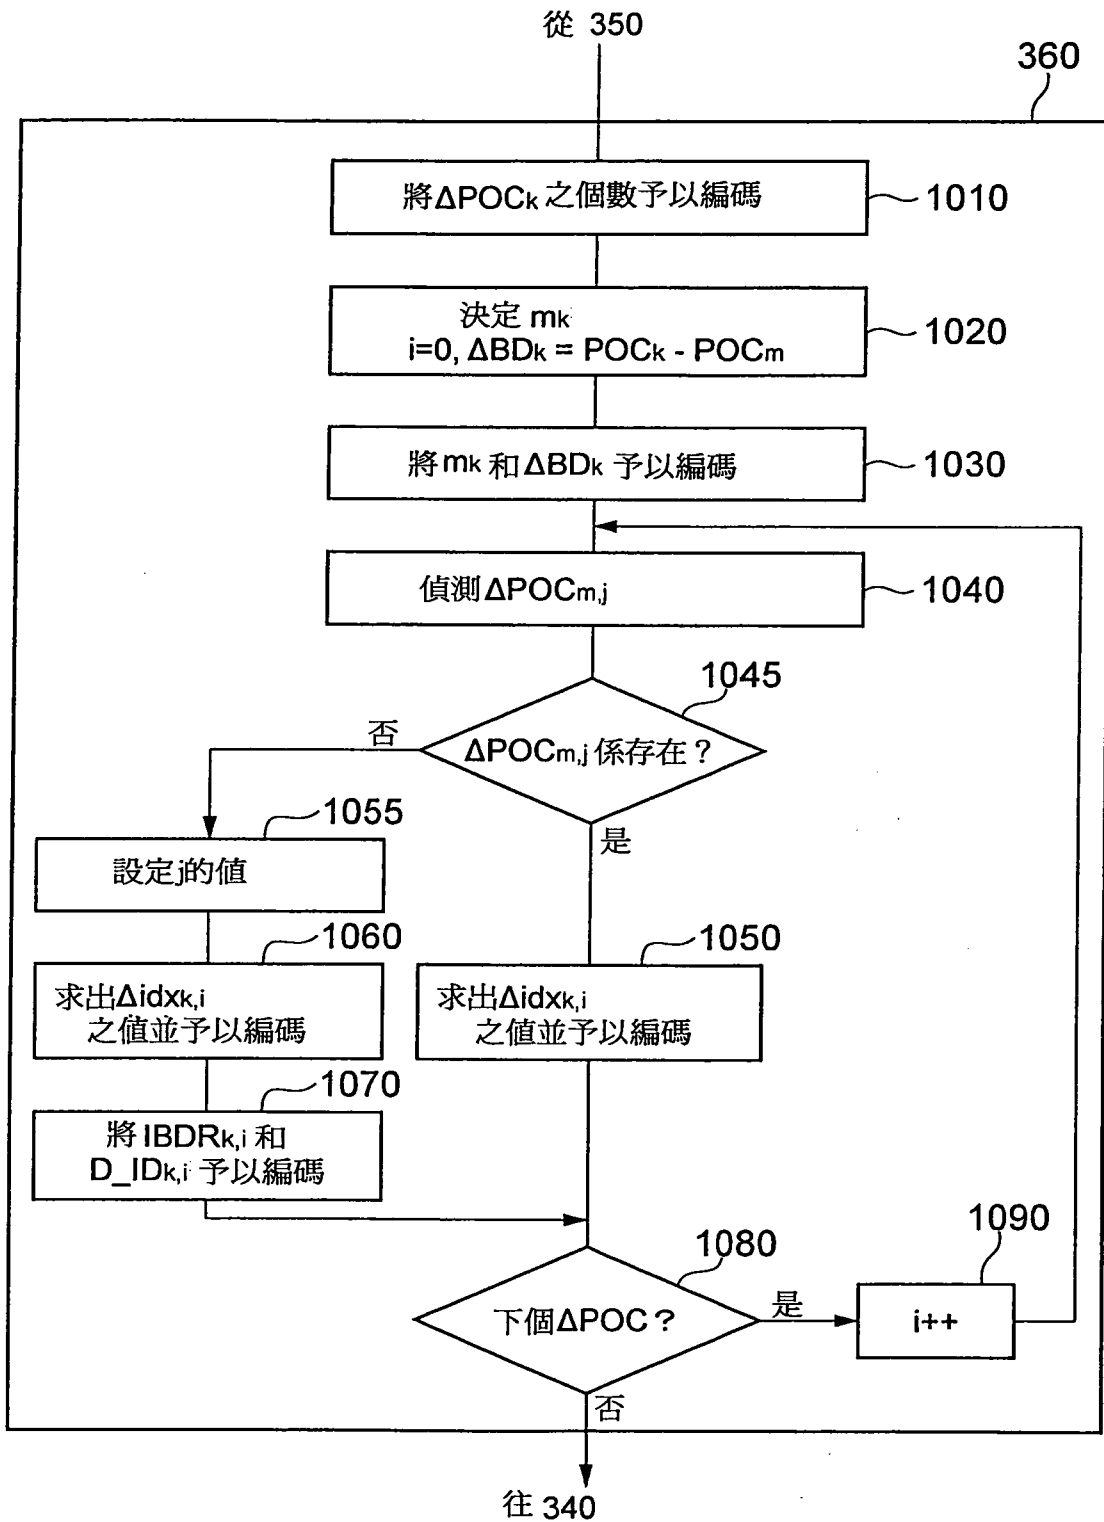 從 350
360
將ΔPOCk 之個數予以編碼
1010
決定 mk
i=0, ΔBDk = POCk - POCm
1020
將mk 和ΔBDk 予以編碼
1030
偵測ΔPOCm,j
1040
1045
否
ΔPOCm,j 係存在？
是
1055
設定j的值
1060
求出Δidxk,i
之值並予以編碼
1050
求出Δidxk,i
之值並予以編碼
1070
將 IBDRk,i 和
D_IDk,i 予以編碼
1080
下個ΔPOC？
是
1090
i++
否
往 340